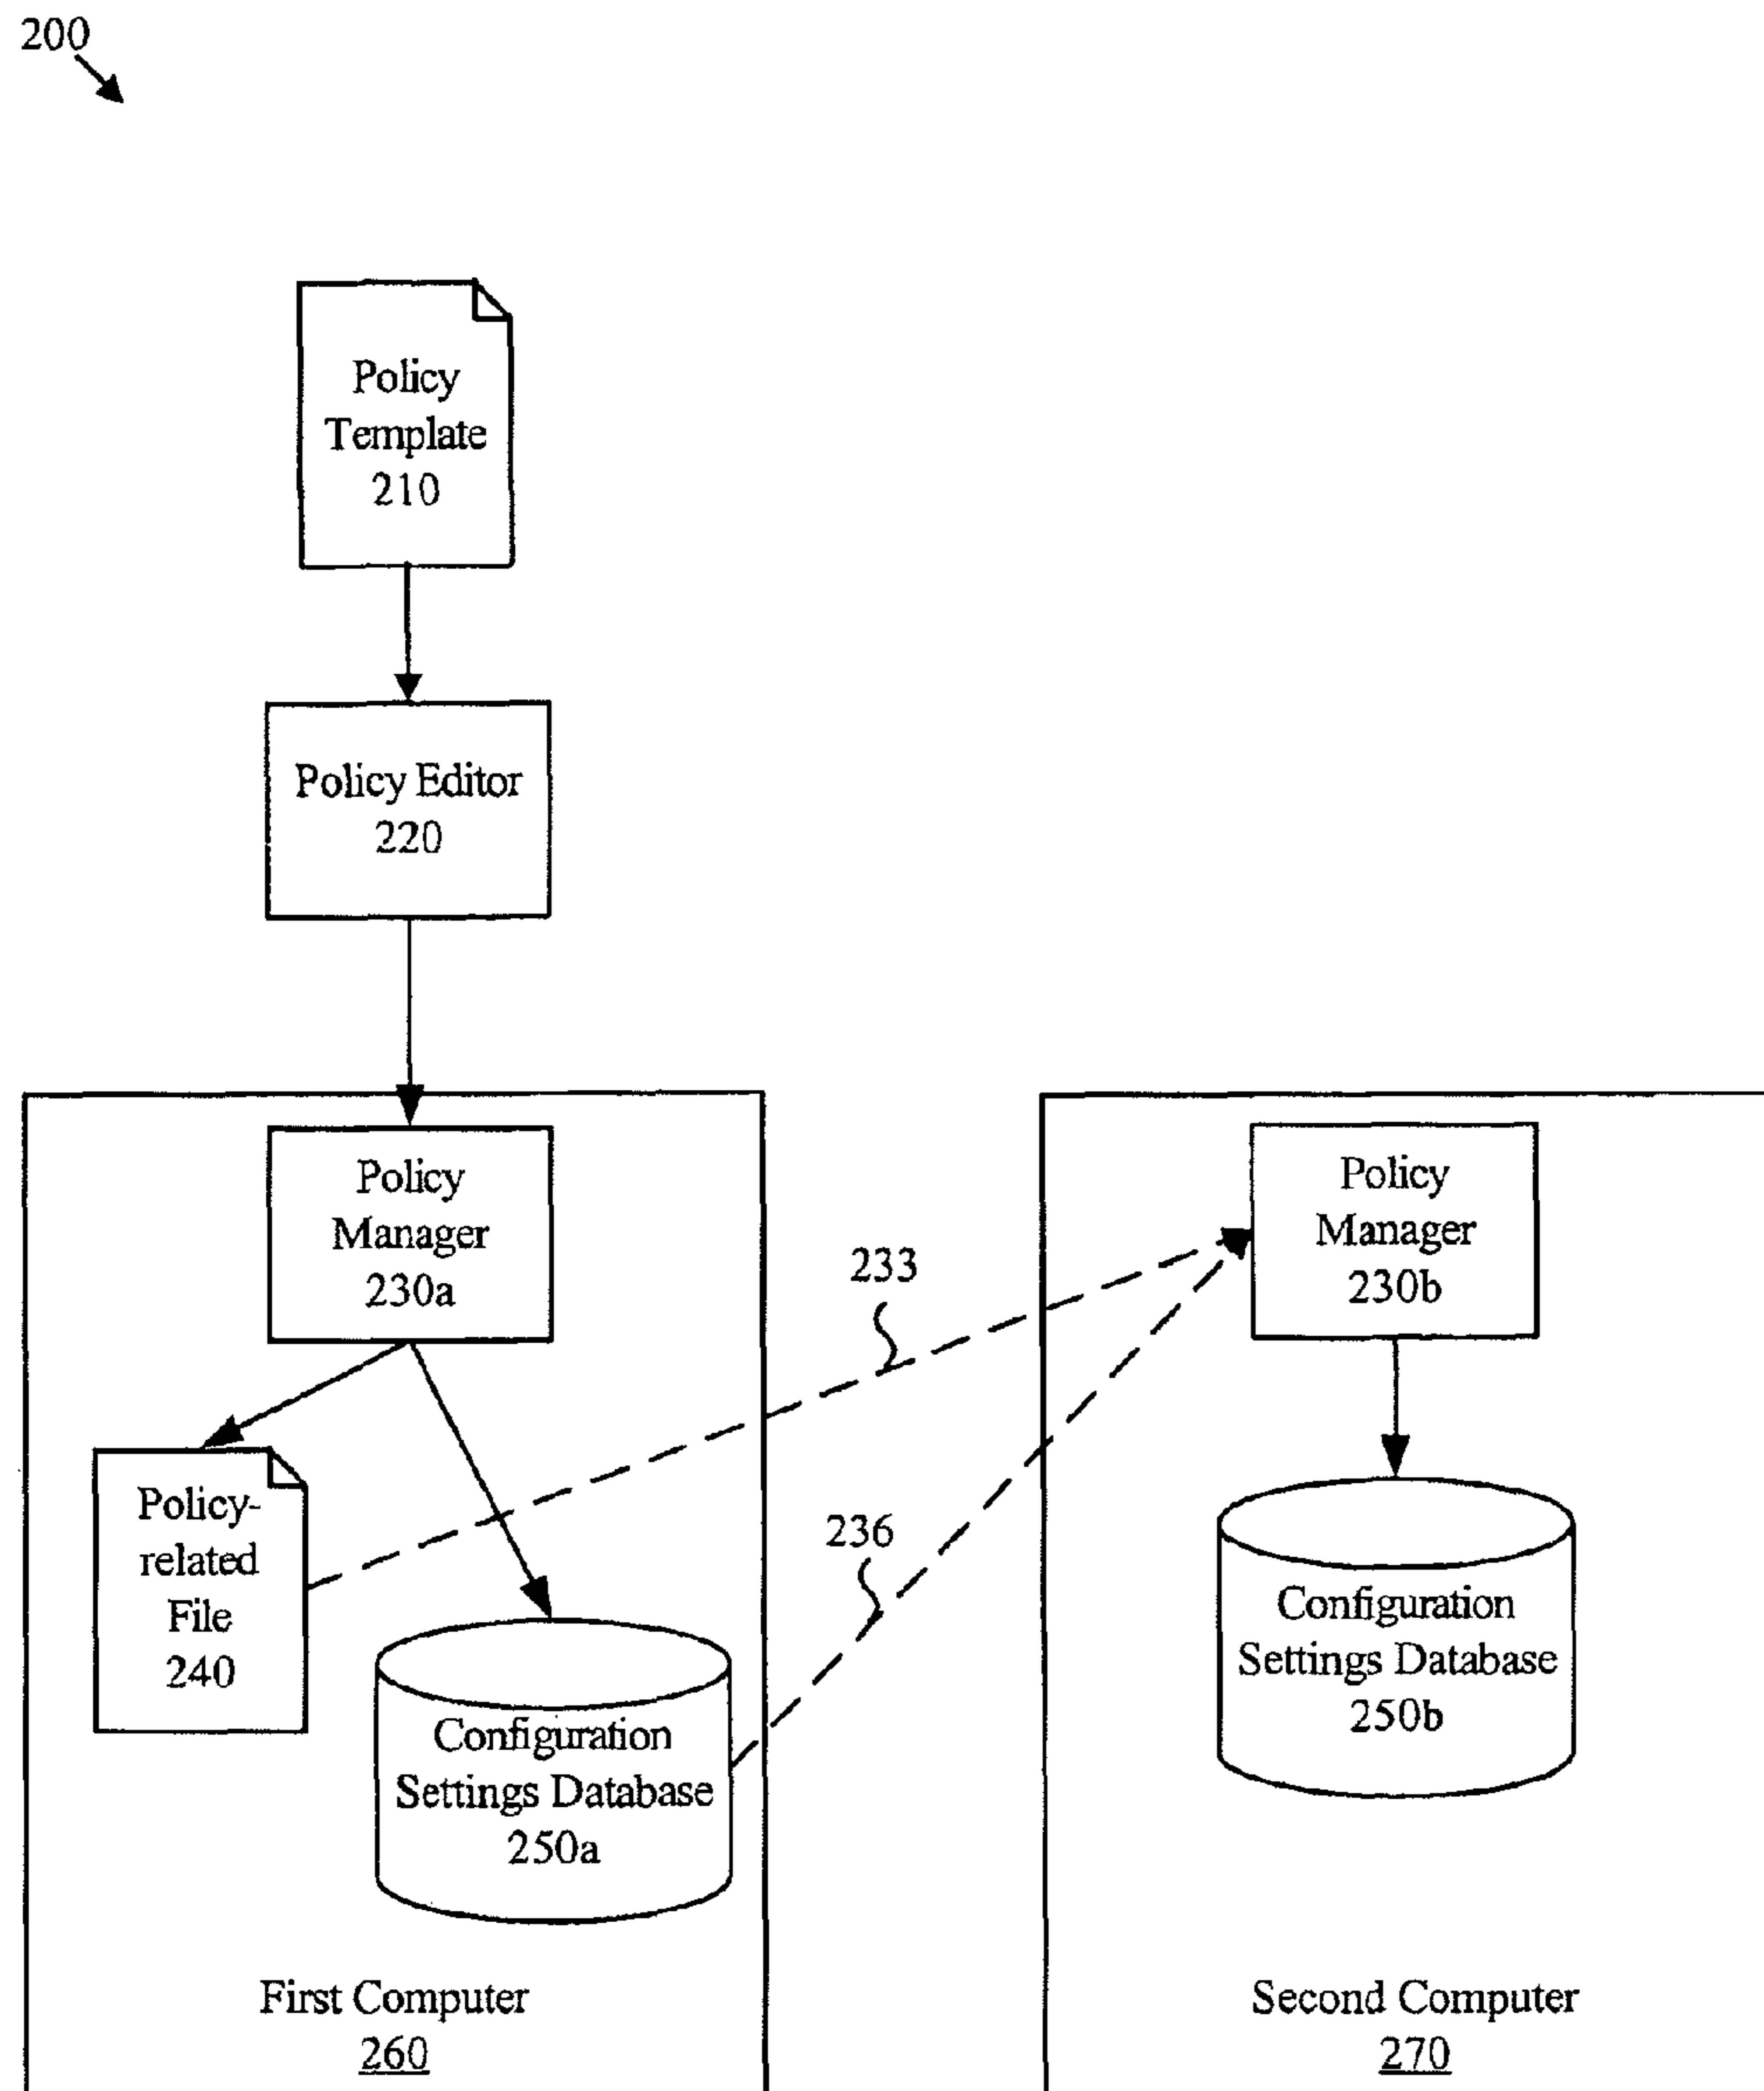 200
Policy
Template
210
Policy Editor
220
Policy
Manager
230a
Policy
Manager
230b
233
Policy-
related
File
240
236
Configuration
Settings Database
250a
Configuration
Settings Database
250b
First Computer
260
Second Computer
270